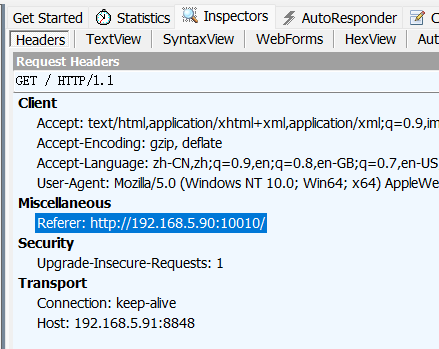 Get Started Statistics Inspectors AutoResponder
Headers TextView SyntaxView WebForms HexView
Request Headers
GET / HTTP/1.1
Client
Accept: text/html,application/xhtml+xml,application/xml;q=0.9,im
Accept-Encoding: gzip, deflate
Accept-Language: zh-CN,zh;q=0.9,en;q=0.8,en-GB;q=0.7,en-US
User-Agent: Mozilla/5.0 (Windows NT 10.0; Win64; x64) AppleWe
Miscellaneous
Referer: http://192.168.5.90:10010/
Security
Upgrade-Insecure-Requests: 1
Transport
Connection: keep-alive
Host: 192.168.5.91:8848